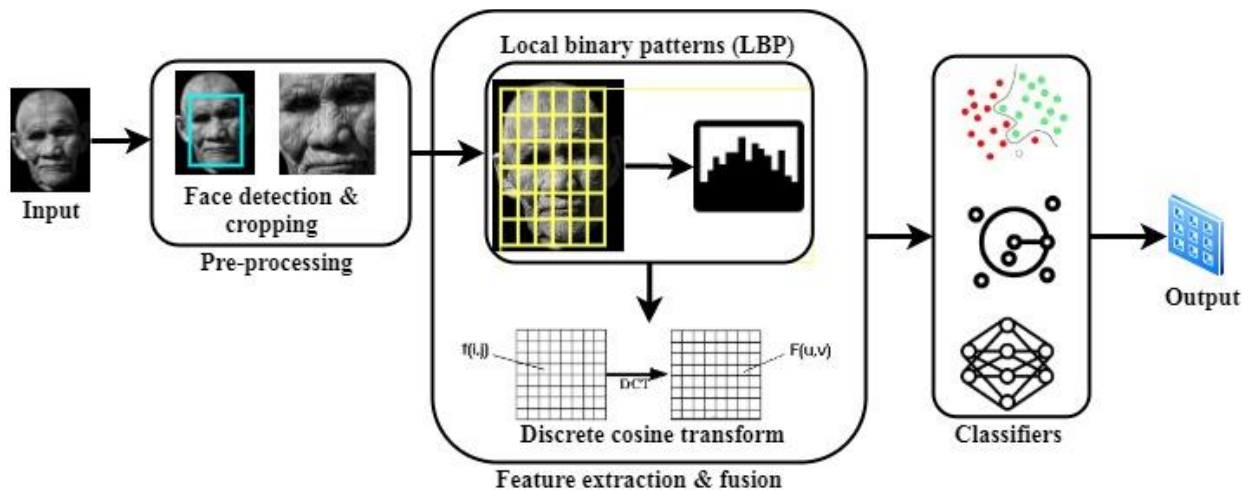 Input
Face detection &
cropping
Pre-processing
Local binary patterns (LBP)
f(i,j)
DCT
F(u,v)
Discrete cosine transform
Feature extraction & fusion
Classifiers
Output